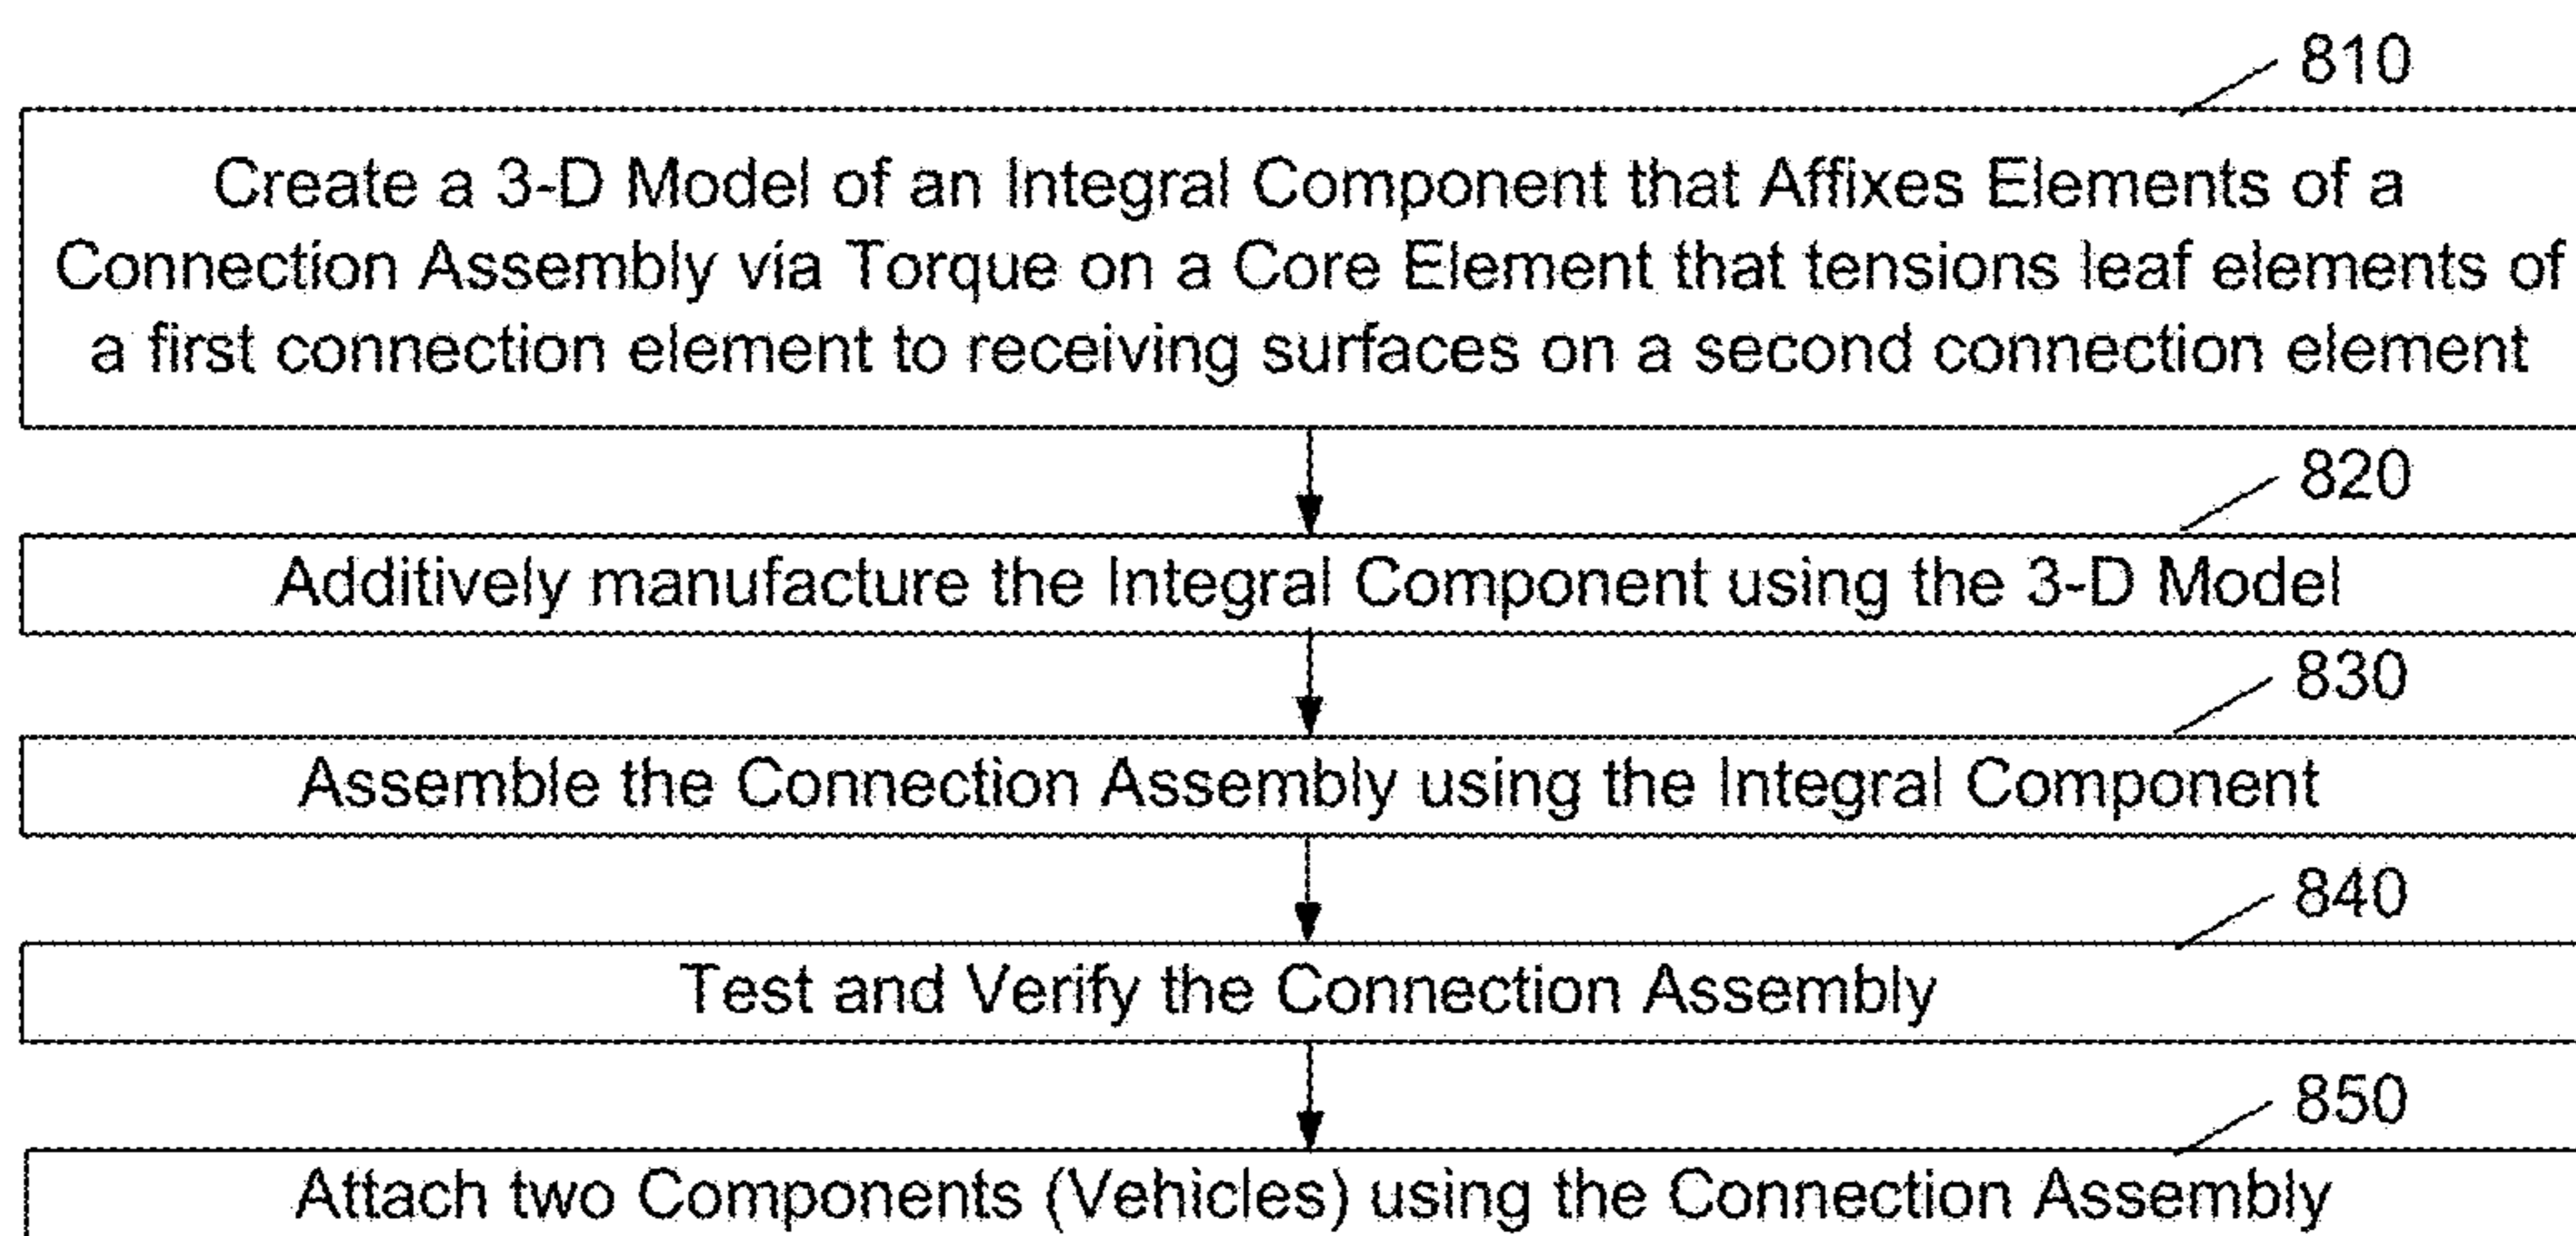 810
Create a 3-D Model of an Integral Component that Affixes Elements of a
Connection Assembly via Torque on a Core Element that tensions leaf elements of
a first connection element to receiving surfaces on a second connection element
820
Additively manufacture the Integral Component using the 3-D Model
830
Assemble the Connection Assembly using the Integral Component
840
Test and Verify the Connection Assembly
850
Attach two Components (Vehicles) using the Connection Assembly